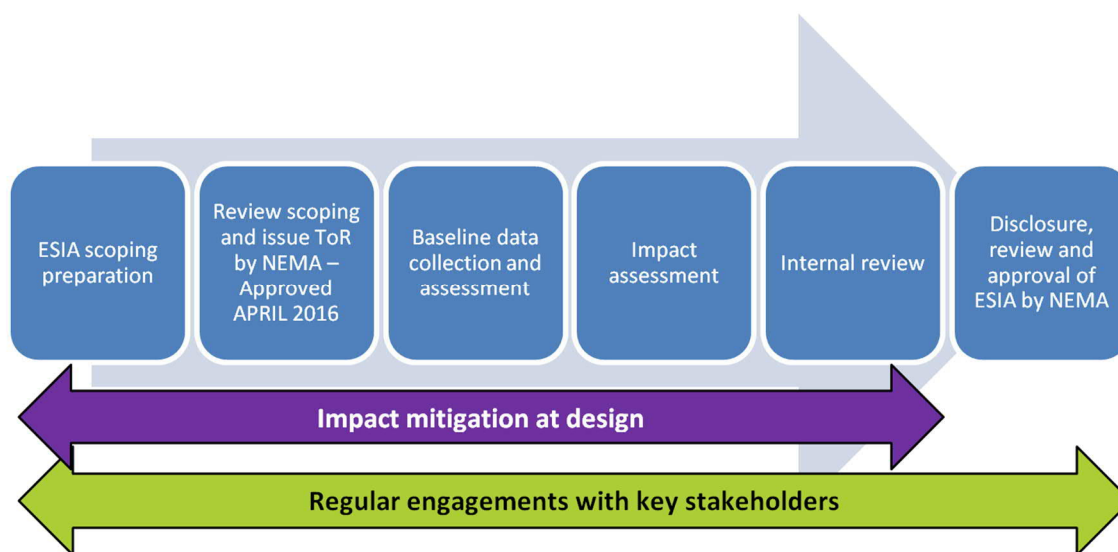 ESIA scoping
preparation
Review scoping
and issue ToR
by NEMA –
Approved
APRIL 2016
Baseline data
collection and
assessment
Impact
assessment
Internal review
Disclosure,
review and
approval of
ESIA by NEMA
Impact mitigation at design
Regular engagements with key stakeholders